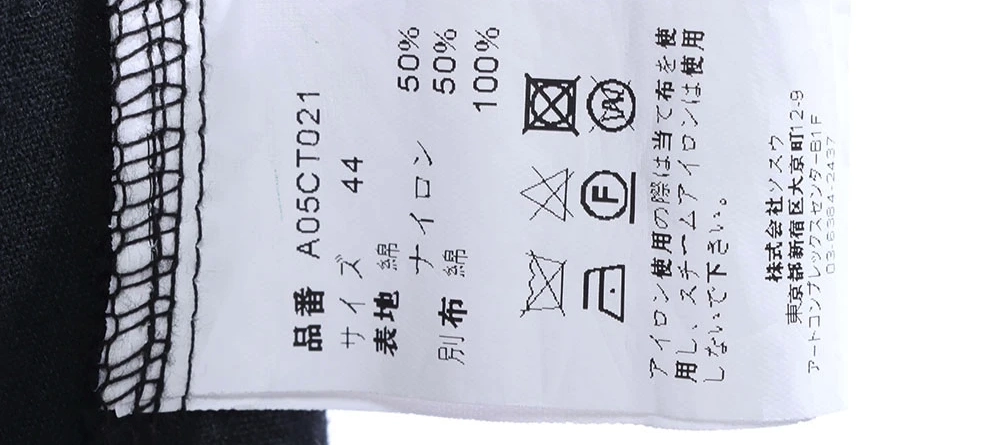 品番 A05CT021
サイズ 44
表地 綿 50%
ナイロン 50%
別布 綿 100%
F
アイロン使用の際は当て布を使
用し、スチームアイロンは使用
しないで下さい。
株式会社ソスウ
東京都新宿区大京町12-9
アートコンプレックスセンターB1F
03-6384-2437